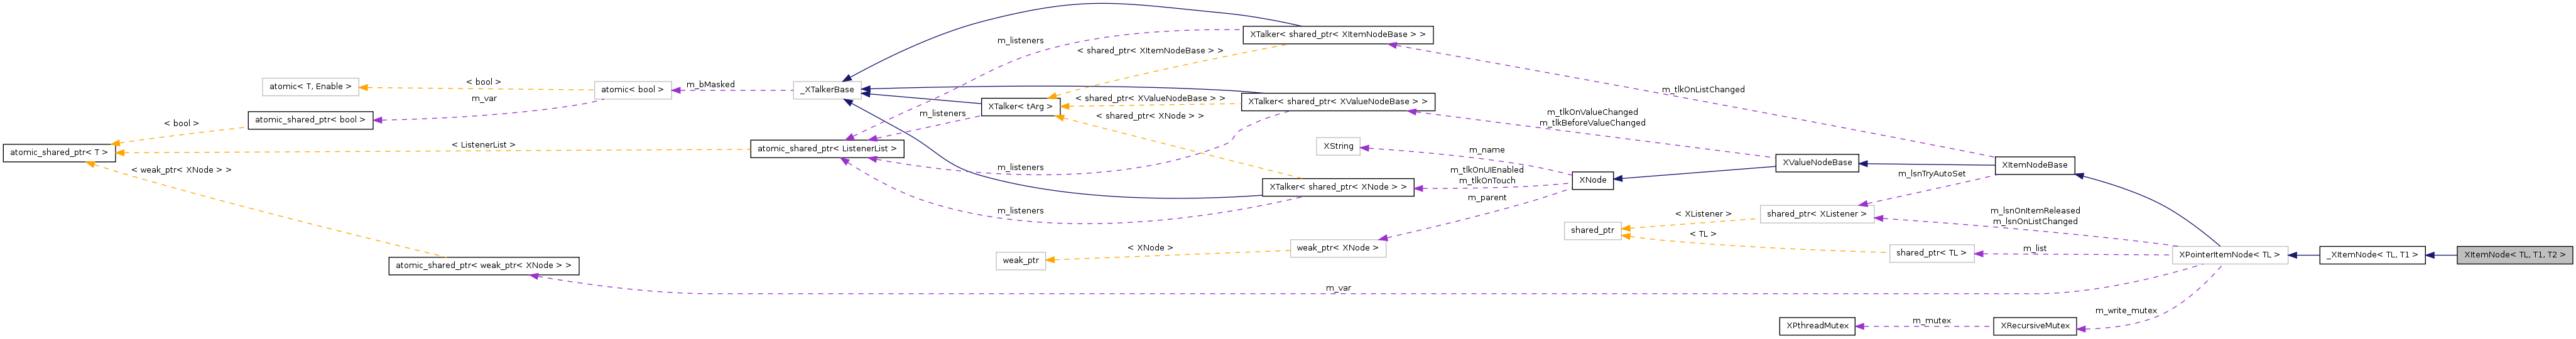 XTalker< shared_ptr< XItemNodeBase > >
m_listeners
< shared_ptr< XItemNodeBase > >
< bool >
m_bMasked
atomic< T, Enable >
atomic< bool >
_XTalkerBase
m_tlkOnListChanged
m_var
< shared_ptr< XValueNodeBase > >
XTalker< shared_ptr< XValueNodeBase > >
XTalker< tArg >
m_listeners
m_tlkOnValueChanged
m_tlkBeforeValueChanged
< shared_ptr< XNode > >
atomic_shared_ptr< bool >
< bool >
< ListenerList >
atomic_shared_ptr< ListenerList >
XString
m_name
atomic_shared_ptr< T >
XValueNodeBase
XItemNodeBase
< weak_ptr< XNode > >
m_listeners
m_tlkOnUIEnabled
m_tlkOnTouch
XTalker< shared_ptr< XNode > >
XNode
m_lsnTryAutoSet
m_parent
m_listeners
< XListener >
shared_ptr< XListener >
m_lsnOnItemReleased
m_lsnOnListChanged
shared_ptr
< TL >
< XNode >
weak_ptr< XNode >
m_list
weak_ptr
shared_ptr< TL >
XPointerItemNode< TL >
_XItemNode< TL, T1 >
XItemNode< TL, T1, T2 >
atomic_shared_ptr< weak_ptr< XNode > >
m_var
m_write_mutex
XPthreadMutex
m_mutex
XRecursiveMutex